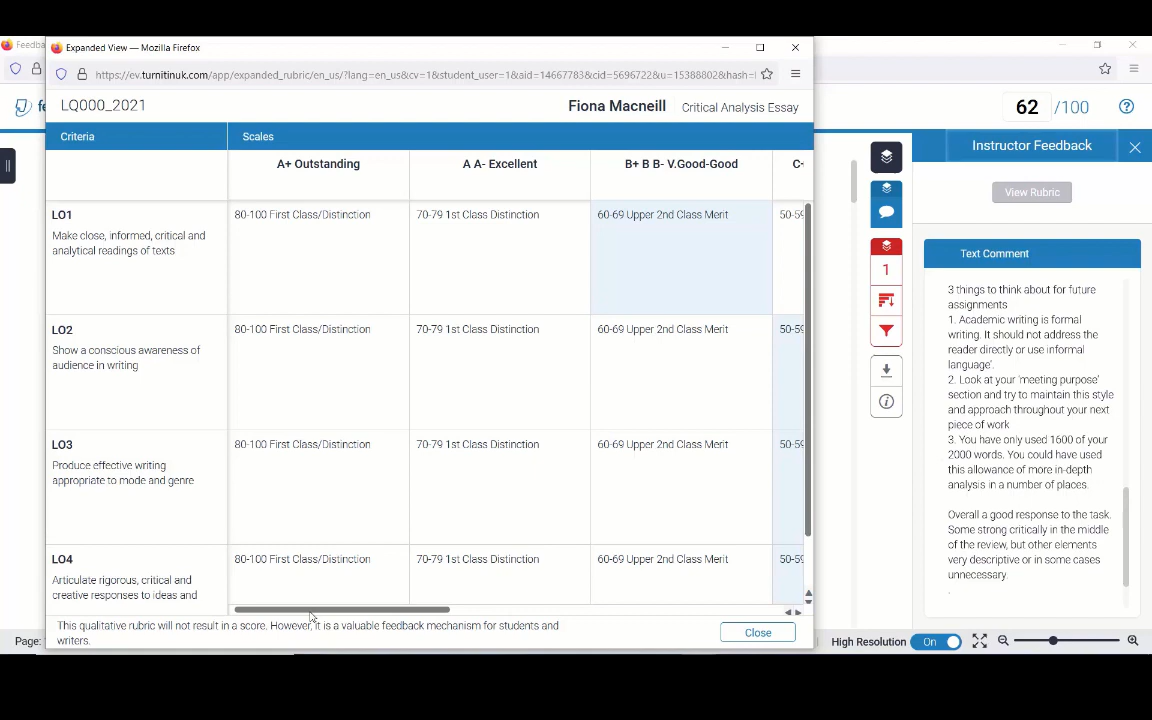 Feedba
Expanded View — Mozilla Firefox
https://ev.turnitinuk.com/app/expanded_rubric/en_us/?lang=en_us&cv=1&student_user=1&aid=14667783&cid=5696722&u=15388802&hash=
LQ000_2021
Fiona Macneill
Critical Analysis Essay
62 /100
Criteria
Scales
A+ Outstanding
A A- Excellent
B+ B B- V.Good-Good
C-
LO1
Make close, informed, critical and
analytical readings of texts
80-100 First Class/Distinction
70-79 1st Class Distinction
60-69 Upper 2nd Class Merit
50-59
LO2
Show a conscious awareness of
audience in writing
80-100 First Class/Distinction
70-79 1st Class Distinction
60-69 Upper 2nd Class Merit
50-59
LO3
Produce effective writing
appropriate to mode and genre
80-100 First Class/Distinction
70-79 1st Class Distinction
60-69 Upper 2nd Class Merit
50-59
LO4
Articulate rigorous, critical and
creative responses to ideas and
80-100 First Class/Distinction
70-79 1st Class Distinction
60-69 Upper 2nd Class Merit
50-59
This qualitative rubric will not result in a score. However, it is a valuable feedback mechanism for students and
writers.
Close
1
Instructor Feedback
View Rubric
Text Comment
3 things to think about for future
assignments
1. Academic writing is formal
writing. It should not address the
reader directly or use informal
language'.
2. Look at your 'meeting purpose'
section and try to maintain this style
and approach throughout your next
piece of work
3. You have only used 1600 of your
2000 words. You could have used
this allowance of more in-depth
analysis in a number of places.
Overall a good response to the task.
Some strong critically in the middle
of the review, but other elements
very descriptive or in some cases
unnecessary.
.
Page:
High Resolution
On